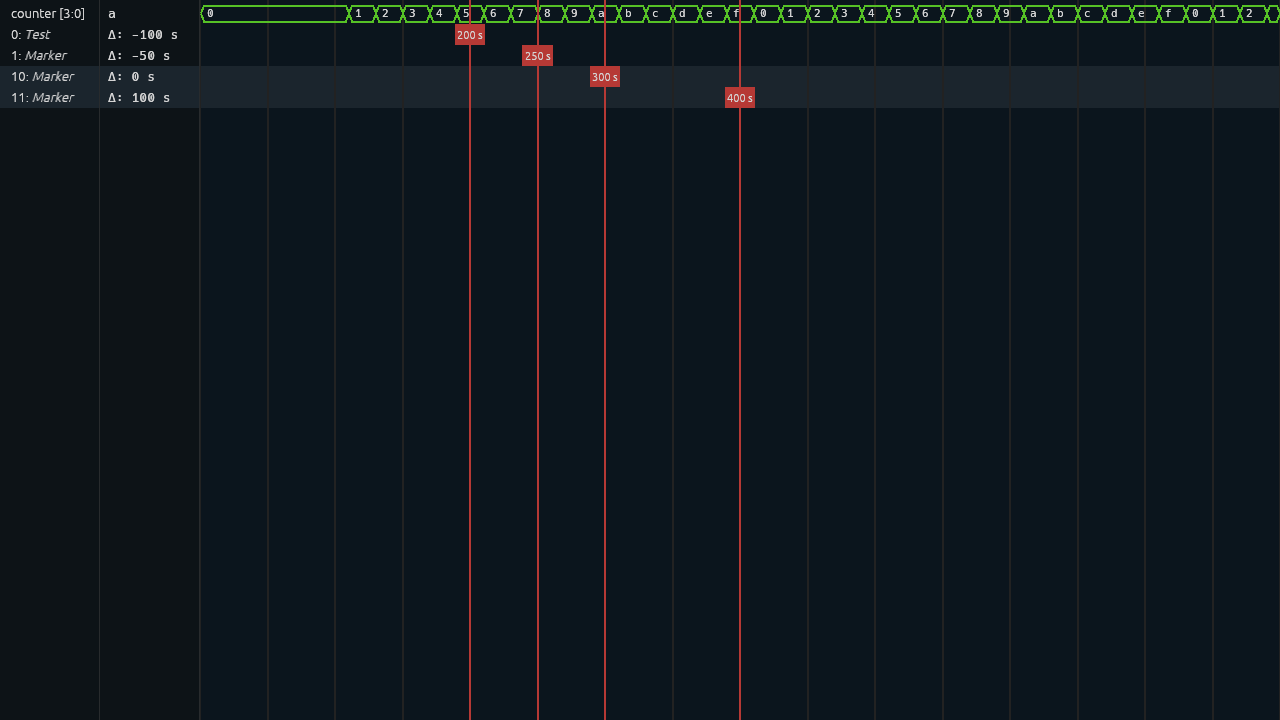 counter [3:0] a 0 1 2 3 4 5 6 7 8 9 a b c d e f 0 1 2 3 4 5 6 7 8 9 a b c d e f 0 1 2
0: Test Δ: −100 s 200 s
1: Marker Δ: −50 s 250 s
10: Marker Δ: 0 s 300 s
11: Marker Δ: 100 s 400 s